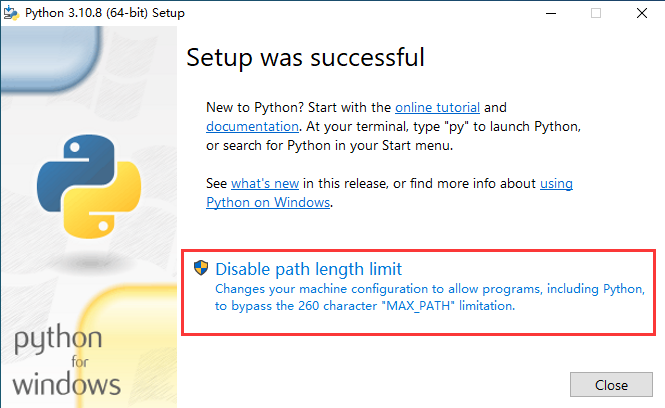 Python 3.10.8 (64-bit) Setup
Setup was successful
New to Python? Start with the online tutorial and
documentation. At your terminal, type "py" to launch Python,
or search for Python in your Start menu.
See what's new in this release, or find more info about using
Python on Windows.
Disable path length limit
Changes your machine configuration to allow programs, including Python,
to bypass the 260 character "MAX_PATH" limitation.
python
for
windows
Close